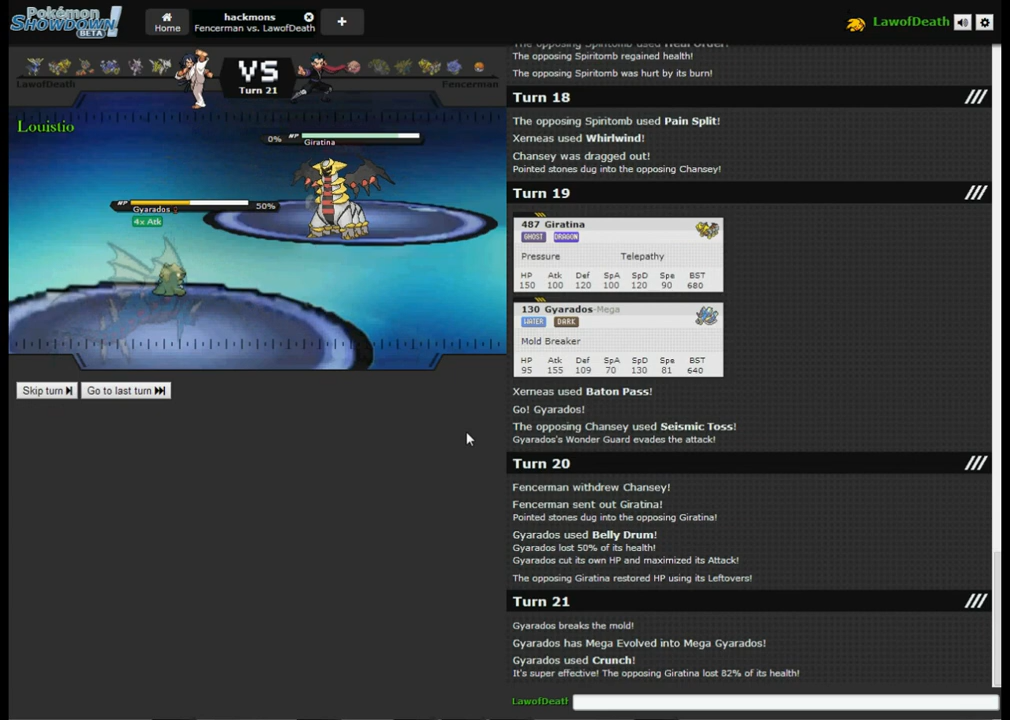 Pokémon
SHOWDOWN!
BETA
Home
hackmons
Fencerman vs. LawofDeath
+
LawofDeath
LawofDeath
VS
Turn 21
Fencerman
Louistio
0% HP
Giratina
HP 50%
Gyarados
4x Atk
Skip turn
Go to last turn
The opposing Spiritomb used Heal Order!
The opposing Spiritomb regained health!
The opposing Spiritomb was hurt by its burn!
Turn 18
The opposing Spiritomb used Pain Split!
Xerneas used Whirlwind!
Chansey was dragged out!
Pointed stones dug into the opposing Chansey!
Turn 19
487 Giratina
GHOST DRAGON
Pressure Telepathy
HP Atk Def SpA SpD Spe BST
150 100 120 100 120 90 680
130 Gyarados-Mega
WATER DARK
Mold Breaker
HP Atk Def SpA SpD Spe BST
95 155 109 70 130 81 640
Xerneas used Baton Pass!
Go! Gyarados!
The opposing Chansey used Seismic Toss!
Gyarados's Wonder Guard evades the attack!
Turn 20
Fencerman withdrew Chansey!
Fencerman sent out Giratina!
Pointed stones dug into the opposing Giratina!
Gyarados used Belly Drum!
Gyarados lost 50% of its health!
Gyarados cut its own HP and maximized its Attack!
The opposing Giratina restored HP using its Leftovers!
Turn 21
Gyarados breaks the mold!
Gyarados has Mega Evolved into Mega Gyarados!
Gyarados used Crunch!
It's super effective! The opposing Giratina lost 82% of its health!
LawofDeath